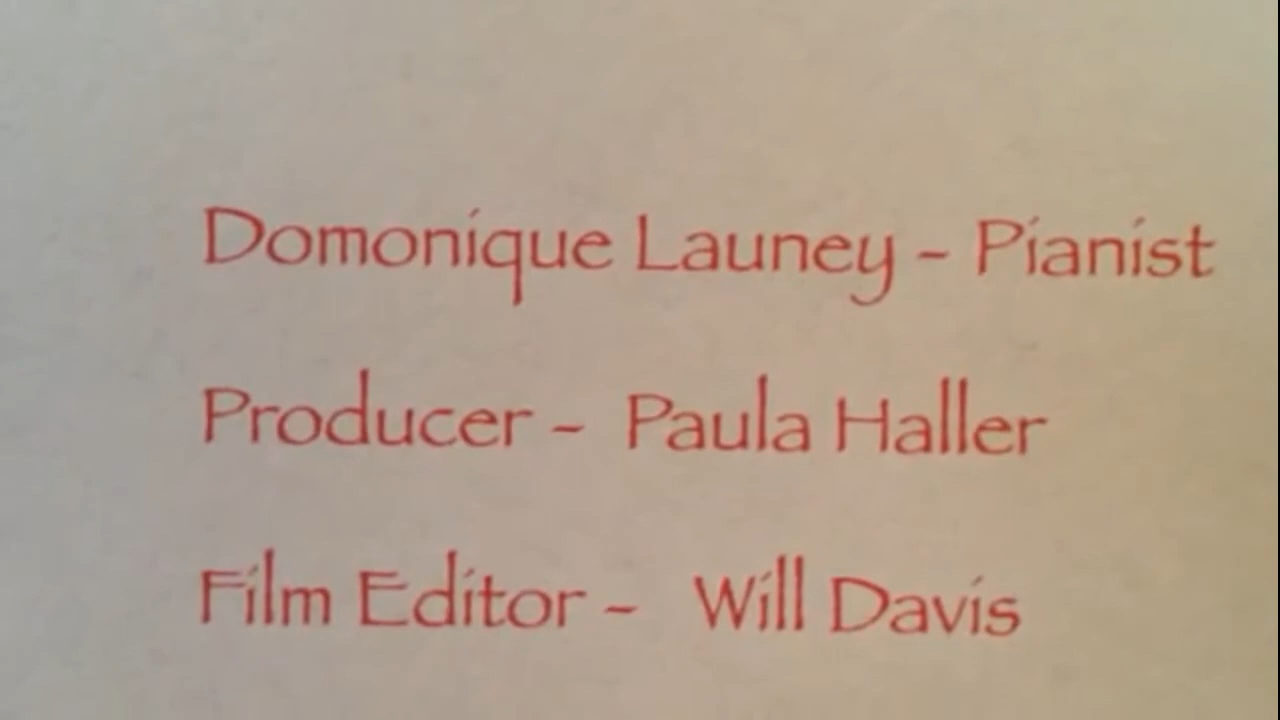 Domonique Launey - Pianist
Producer - Paula Haller
Film Editor - Will Davis